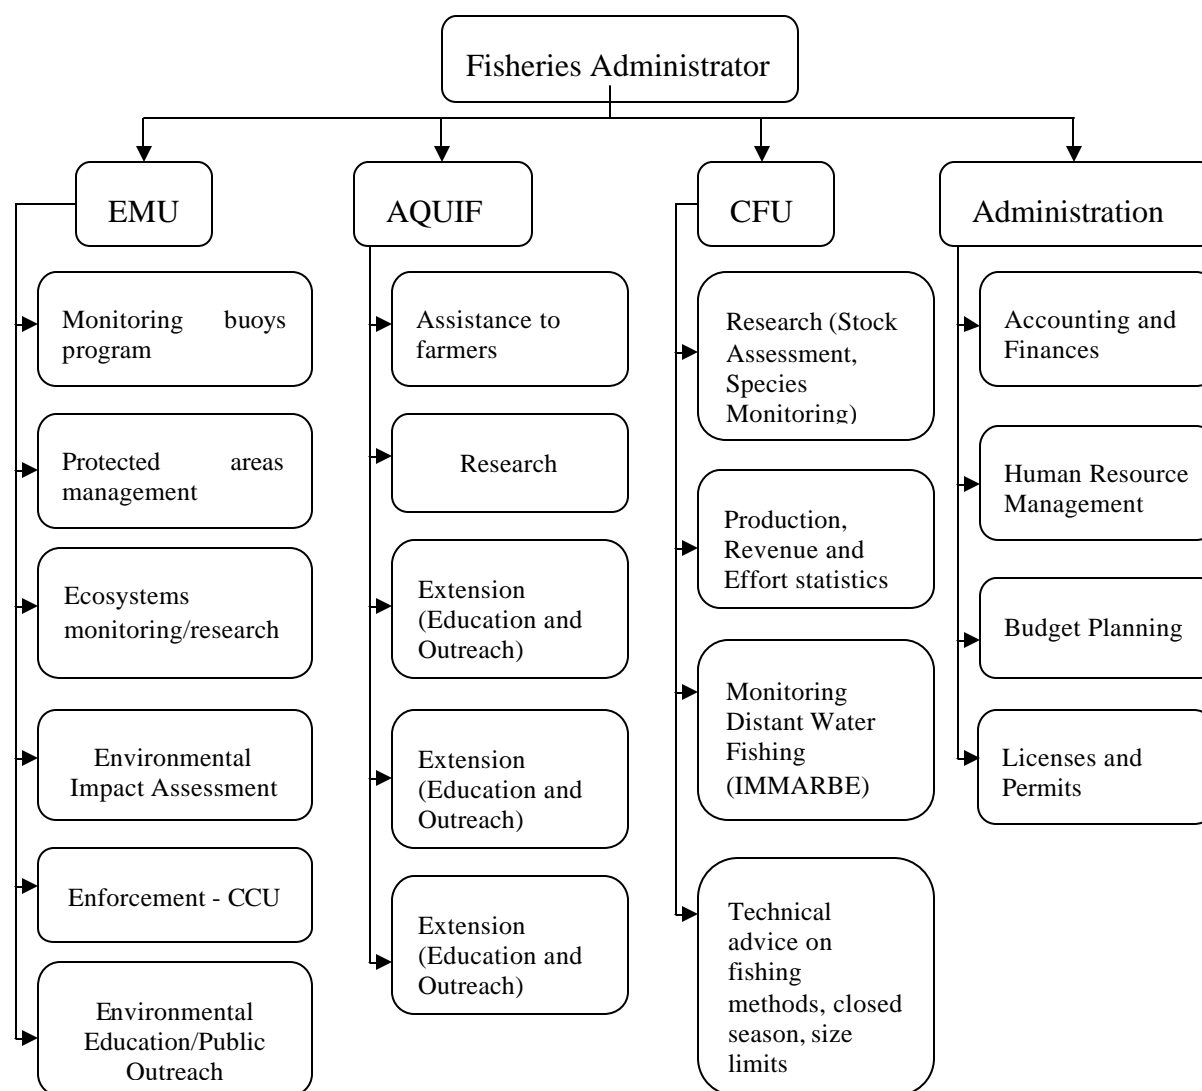 Fisheries Administrator
EMU
AQUIF
CFU
Administration
Monitoring buoys
program
Protected areas
management
Ecosystems
monitoring/research
Environmental
Impact Assessment
Enforcement - CCU
Environmental
Education/Public
Outreach
Assistance to
farmers
Research
Extension
(Education and
Outreach)
Extension
(Education and
Outreach)
Extension
(Education and
Outreach)
Research (Stock
Assessment,
Species
Monitoring)
Production,
Revenue and
Effort statistics
Monitoring
Distant Water
Fishing
(IMMARBE)
Technical
advice on
fishing
methods, closed
season, size
limits
Accounting and
Finances
Human Resource
Management
Budget Planning
Licenses and
Permits